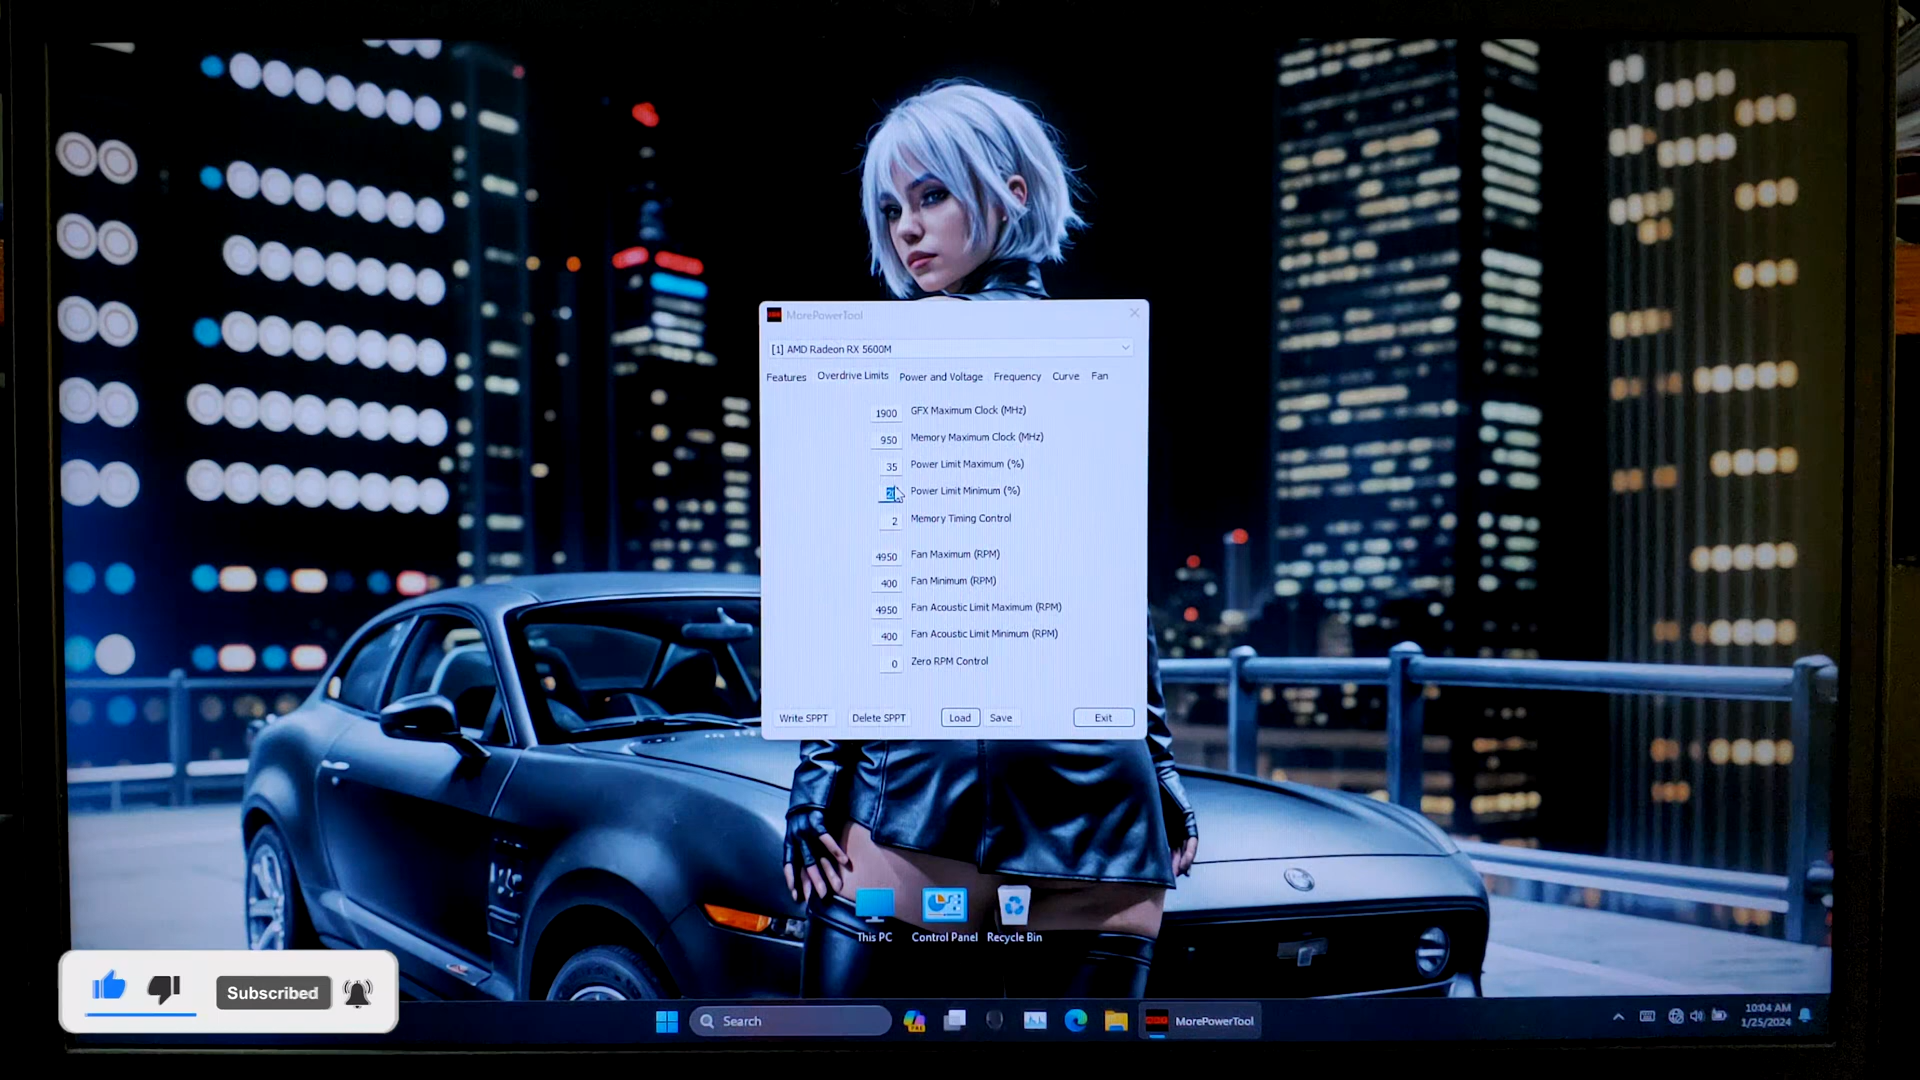 MorePowerTool
[1] AMD Radeon RX 5600M
Features Overdrive Limits Power and Voltage Frequency Curve Fan
1900 GFX Maximum Clock (MHz)
950 Memory Maximum Clock (MHz)
35 Power Limit Maximum (%)
Power Limit Minimum (%)
2 Memory Timing Control
4950 Fan Maximum (RPM)
400 Fan Minimum (RPM)
4950 Fan Acoustic Limit Maximum (RPM)
400 Fan Acoustic Limit Minimum (RPM)
0 Zero RPM Control
Write SPPT Delete SPPT Load Save Exit
This PC Control Panel Recycle Bin
Subscribed
Search
MorePowerTool
10:04 AM
1/25/2024